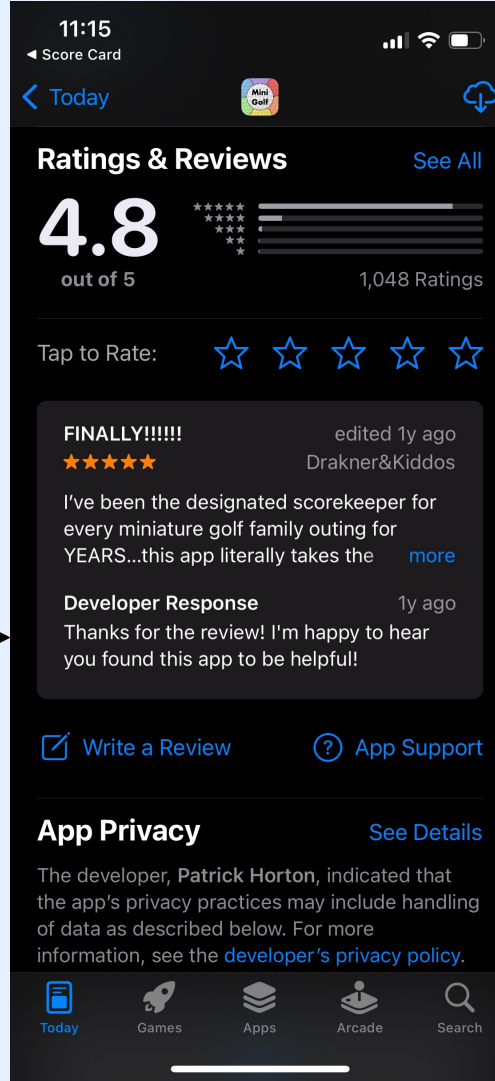 11:15
◀ Score Card
Today
Mini
Golf
Ratings & Reviews
See All
4.8
out of 5
★★★★★
★★★★
★★★
★★
★
1,048 Ratings
Tap to Rate:
FINALLY!!!!!!
edited 1y ago
★★★★★
Drakner&Kiddos
I've been the designated scorekeeper for
every miniature golf family outing for
YEARS...this app literally takes the more
Developer Response
1y ago
Thanks for the review! I'm happy to hear
you found this app to be helpful!
Write a Review
? App Support
App Privacy
See Details
The developer, Patrick Horton, indicated that
the app's privacy practices may include handling
of data as described below. For more
information, see the developer's privacy policy.
Today
Games
Apps
Arcade
Search